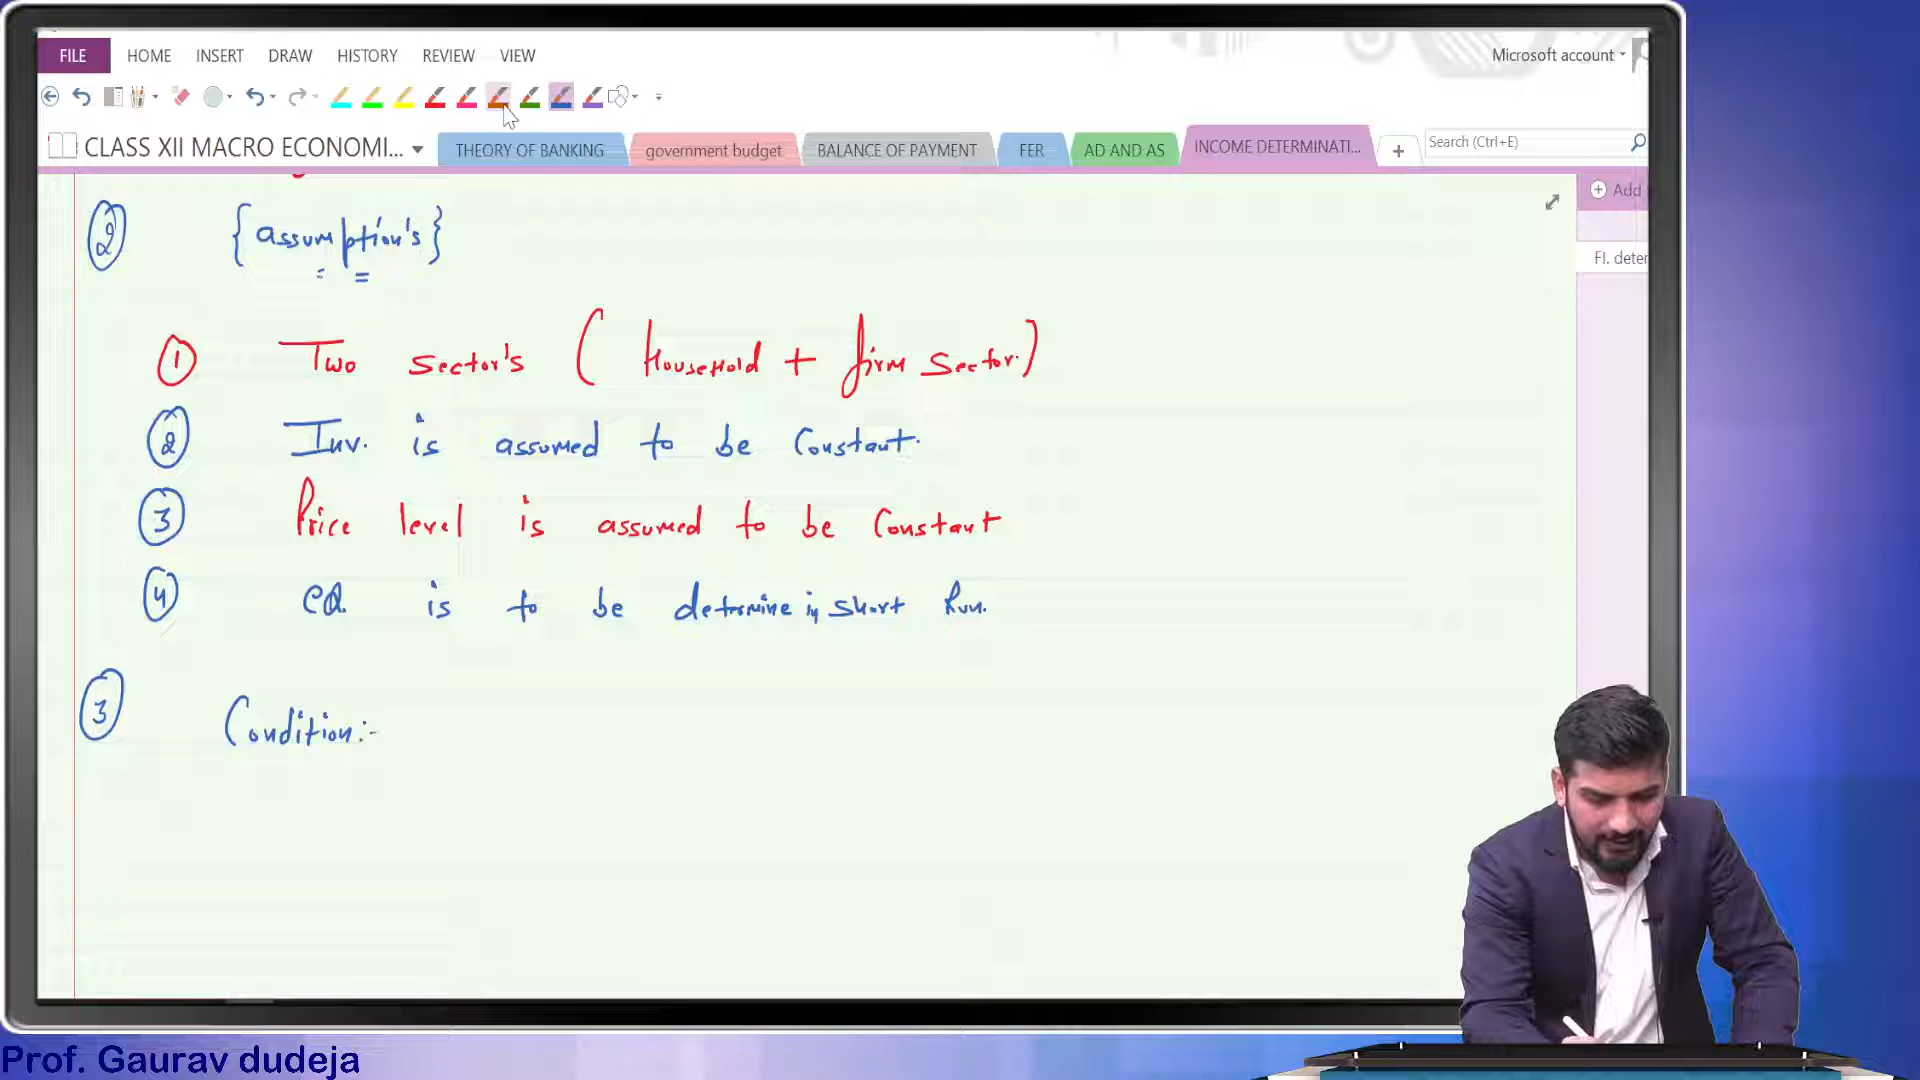 FILE HOME INSERT DRAW HISTORY REVIEW VIEW Microsoft account
CLASS XII MACRO ECONOMI... THEORY OF BANKING government budget BALANCE OF PAYMENT FER AD AND AS INCOME DETERMINATI... + Search (Ctrl+E)
Add
FI. deter
② {assumption's}
① Two sector's (Household + firm sector.)
② Inv. is assumed to be Constant.
③ Price level is assumed to be Constant
④ EQ. is to be determine in short Run.
③ Condition:-
Prof. Gaurav dudeja